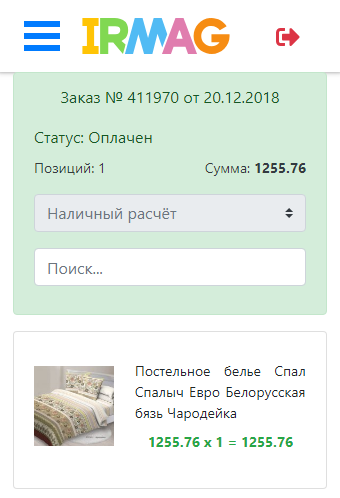 IRMAG
Заказ № 411970 от 20.12.2018
Статус: Оплачен
Позиций: 1 Сумма: 1255.76
Наличный расчёт
Поиск...
Постельное белье Спал
Спалыч Евро Белорусская
бязь Чародейка
1255.76 x 1 = 1255.76